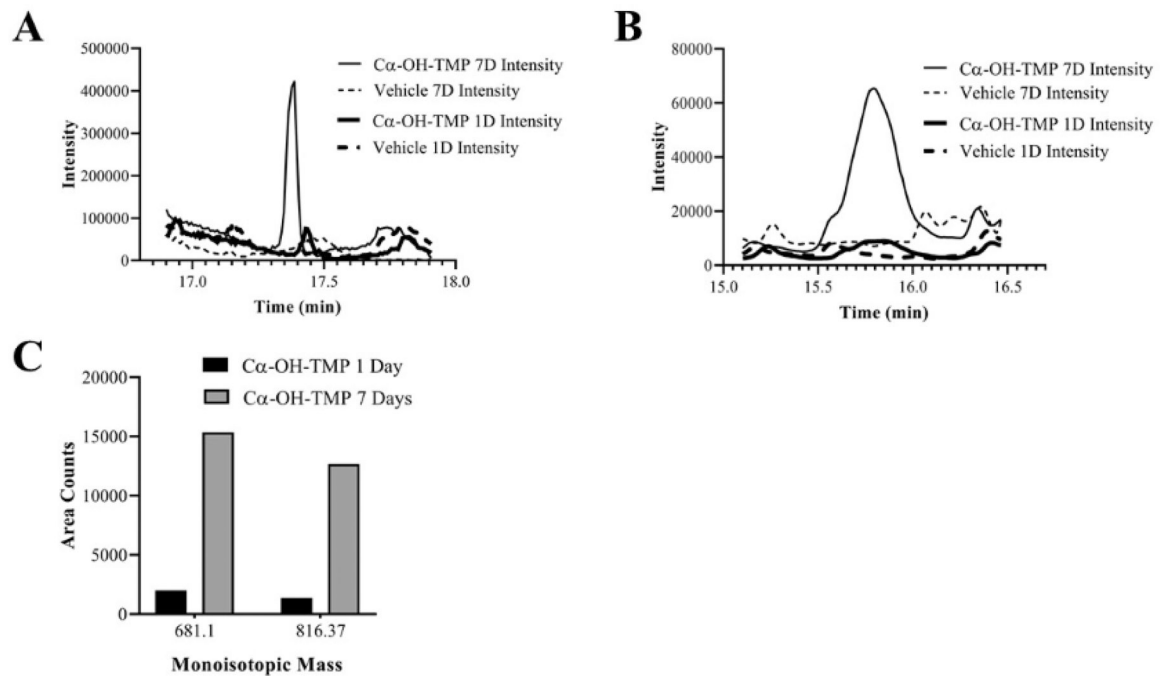 A
500000
400000
300000
200000
100000
0
Intensity
17.0
17.5
18.0
Time (min)
Cα-OH-TMP 7D Intensity
Vehicle 7D Intensity
Cα-OH-TMP 1D Intensity
Vehicle 1D Intensity
B
80000
60000
40000
20000
0
Intensity
15.0
15.5
16.0
16.5
Time (min)
Cα-OH-TMP 7D Intensity
Vehicle 7D Intensity
Cα-OH-TMP 1D Intensity
Vehicle 1D Intensity
C
Cα-OH-TMP 1 Day
Cα-OH-TMP 7 Days
20000
15000
10000
5000
0
Area Counts
681.1
816.37
Monoisotopic Mass